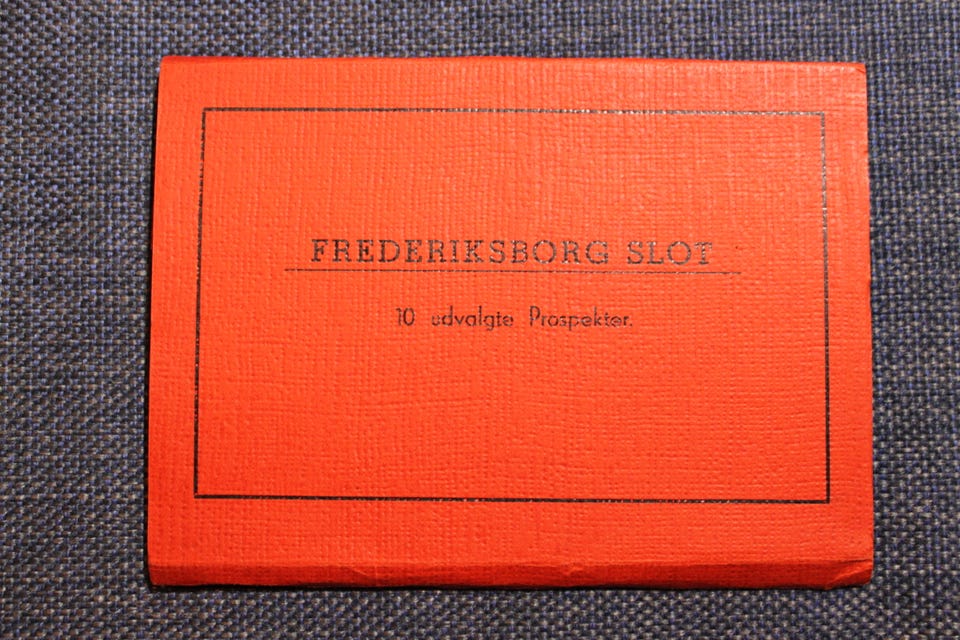 FREDERIKSBORG SLOT
10 udvalgte Prospekter.